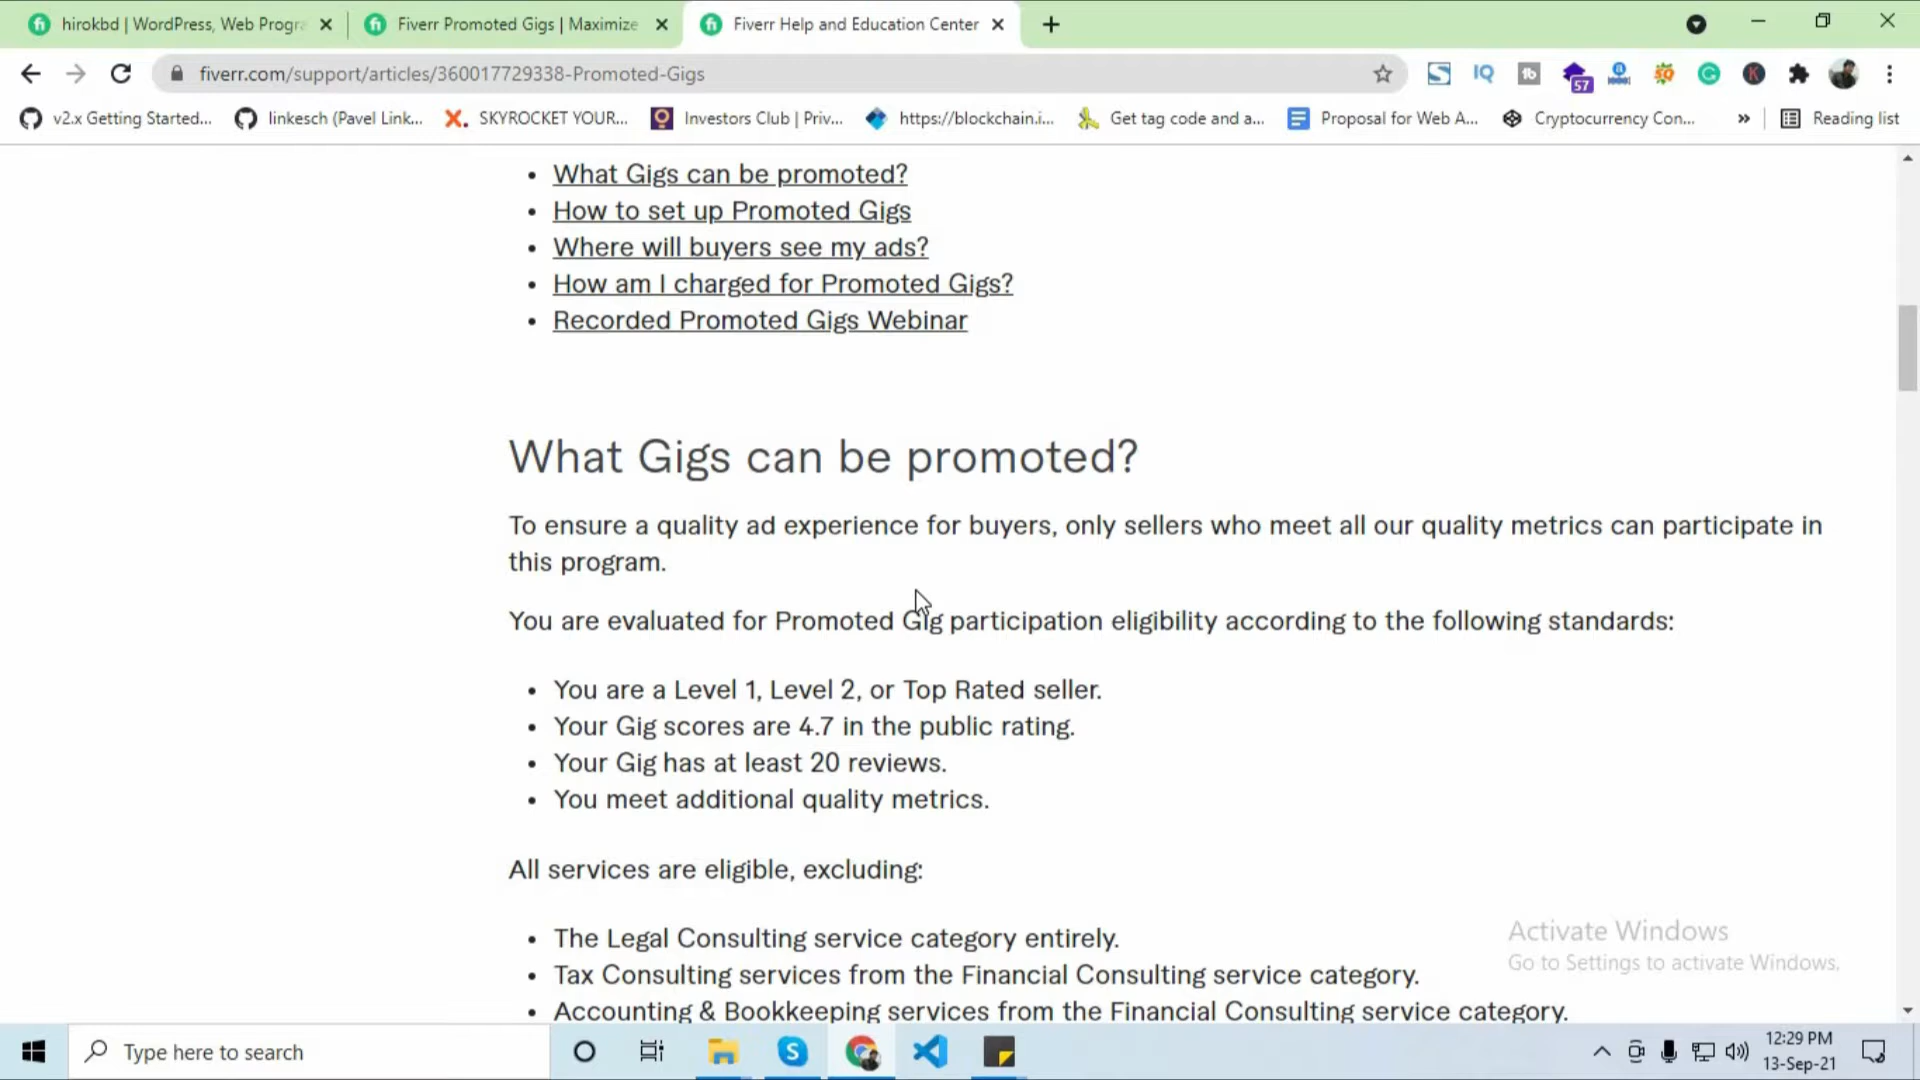 hirokbd | WordPress, Web Progra
Fiverr Promoted Gigs | Maximize
Fiverr Help and Education Center
fiverr.com/support/articles/360017729338-Promoted-Gigs
IQ
57
v2.x Getting Started...
linkesch (Pavel Link...
SKYROCKET YOUR...
Investors Club | Priv...
https://blockchain.i...
Get tag code and a...
Proposal for Web A...
Cryptocurrency Con...
»
Reading list
• What Gigs can be promoted?
• How to set up Promoted Gigs
• Where will buyers see my ads?
• How am I charged for Promoted Gigs?
• Recorded Promoted Gigs Webinar
What Gigs can be promoted?
To ensure a quality ad experience for buyers, only sellers who meet all our quality metrics can participate in
this program.
You are evaluated for Promoted Gig participation eligibility according to the following standards:
• You are a Level 1, Level 2, or Top Rated seller.
• Your Gig scores are 4.7 in the public rating.
• Your Gig has at least 20 reviews.
• You meet additional quality metrics.
All services are eligible, excluding:
• The Legal Consulting service category entirely.
• Tax Consulting services from the Financial Consulting service category.
• Accounting & Bookkeeping services from the Financial Consulting service category.
Activate Windows
Go to Settings to activate Windows.
Type here to search
12:29 PM
13-Sep-21